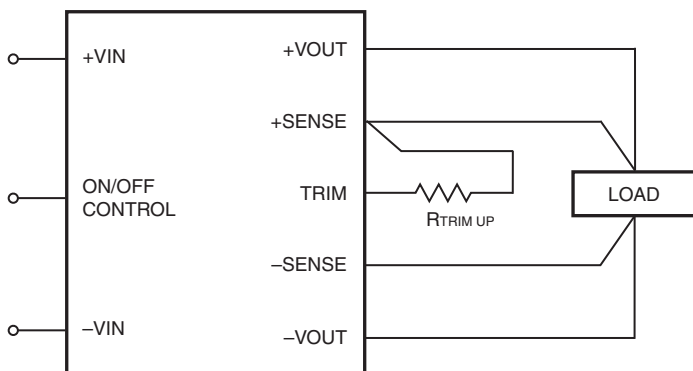 +VIN
ON/OFF
CONTROL
–VIN
+VOUT
+SENSE
TRIM
–SENSE
–VOUT
RTRIM UP
LOAD